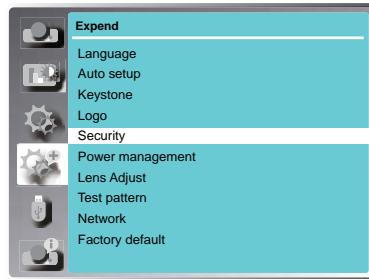 Expend
Language
Auto setup
Keystone
Logo
Security
Power management
Lens Adjust
Test pattern
Network
Factory default